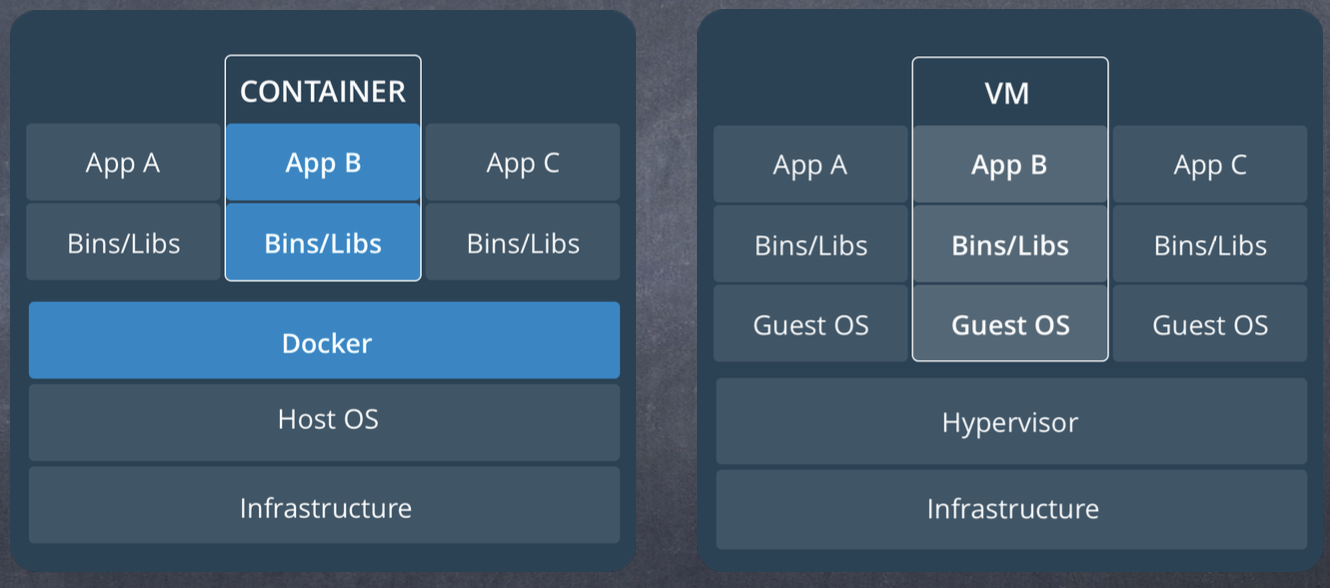 CONTAINER
App A
App B
App C
Bins/Libs
Bins/Libs
Bins/Libs
Docker
Host OS
Infrastructure
VM
App A
App B
App C
Bins/Libs
Bins/Libs
Bins/Libs
Guest OS
Guest OS
Guest OS
Hypervisor
Infrastructure